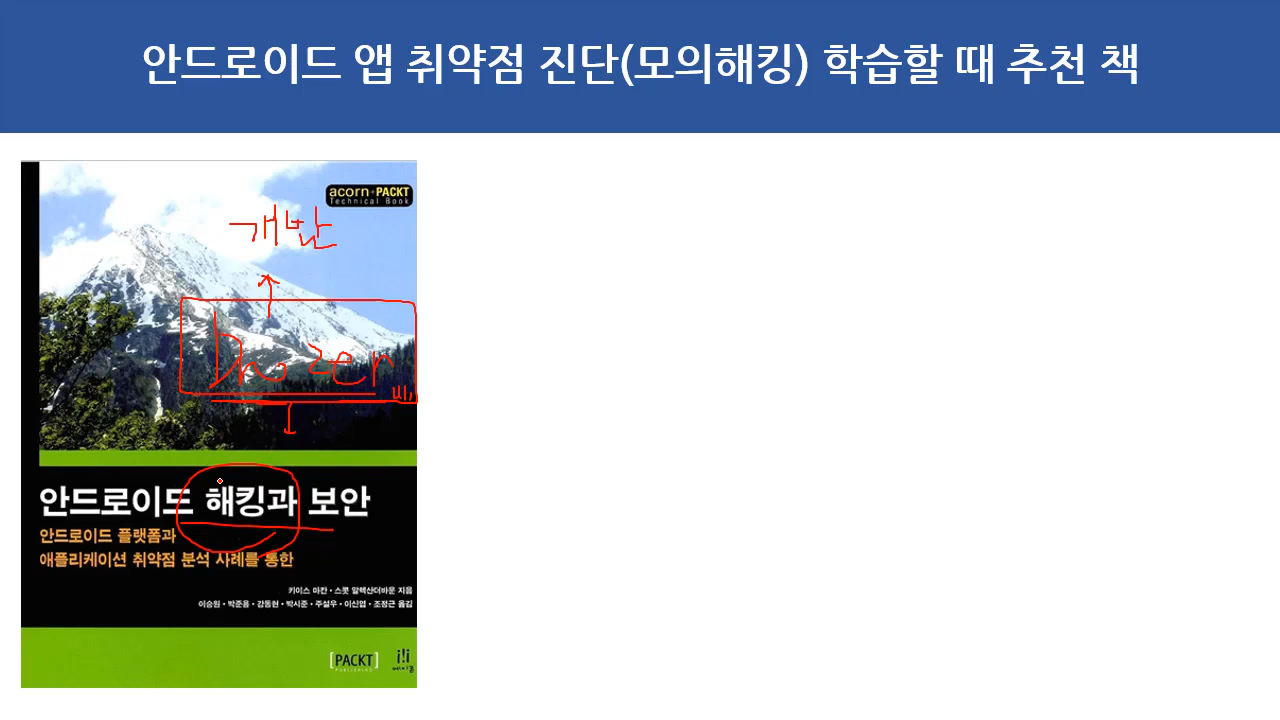 안드로이드 앱 취약점 진단(모의해킹) 학습할 때 추천 책
acorn+PACKT
Technical Book
개발
Drozer
안드로이드 해킹과 보안
안드로이드 플랫폼과
애플리케이션 취약점 분석 사례를 통한
키이스 마칸 • 스콧 알렉산더바운 지음
이승원 • 박준용 • 강동현 • 박시준 • 주설우 • 이신엽 • 조정근 옮김
[PACKT]
PUBLISHING